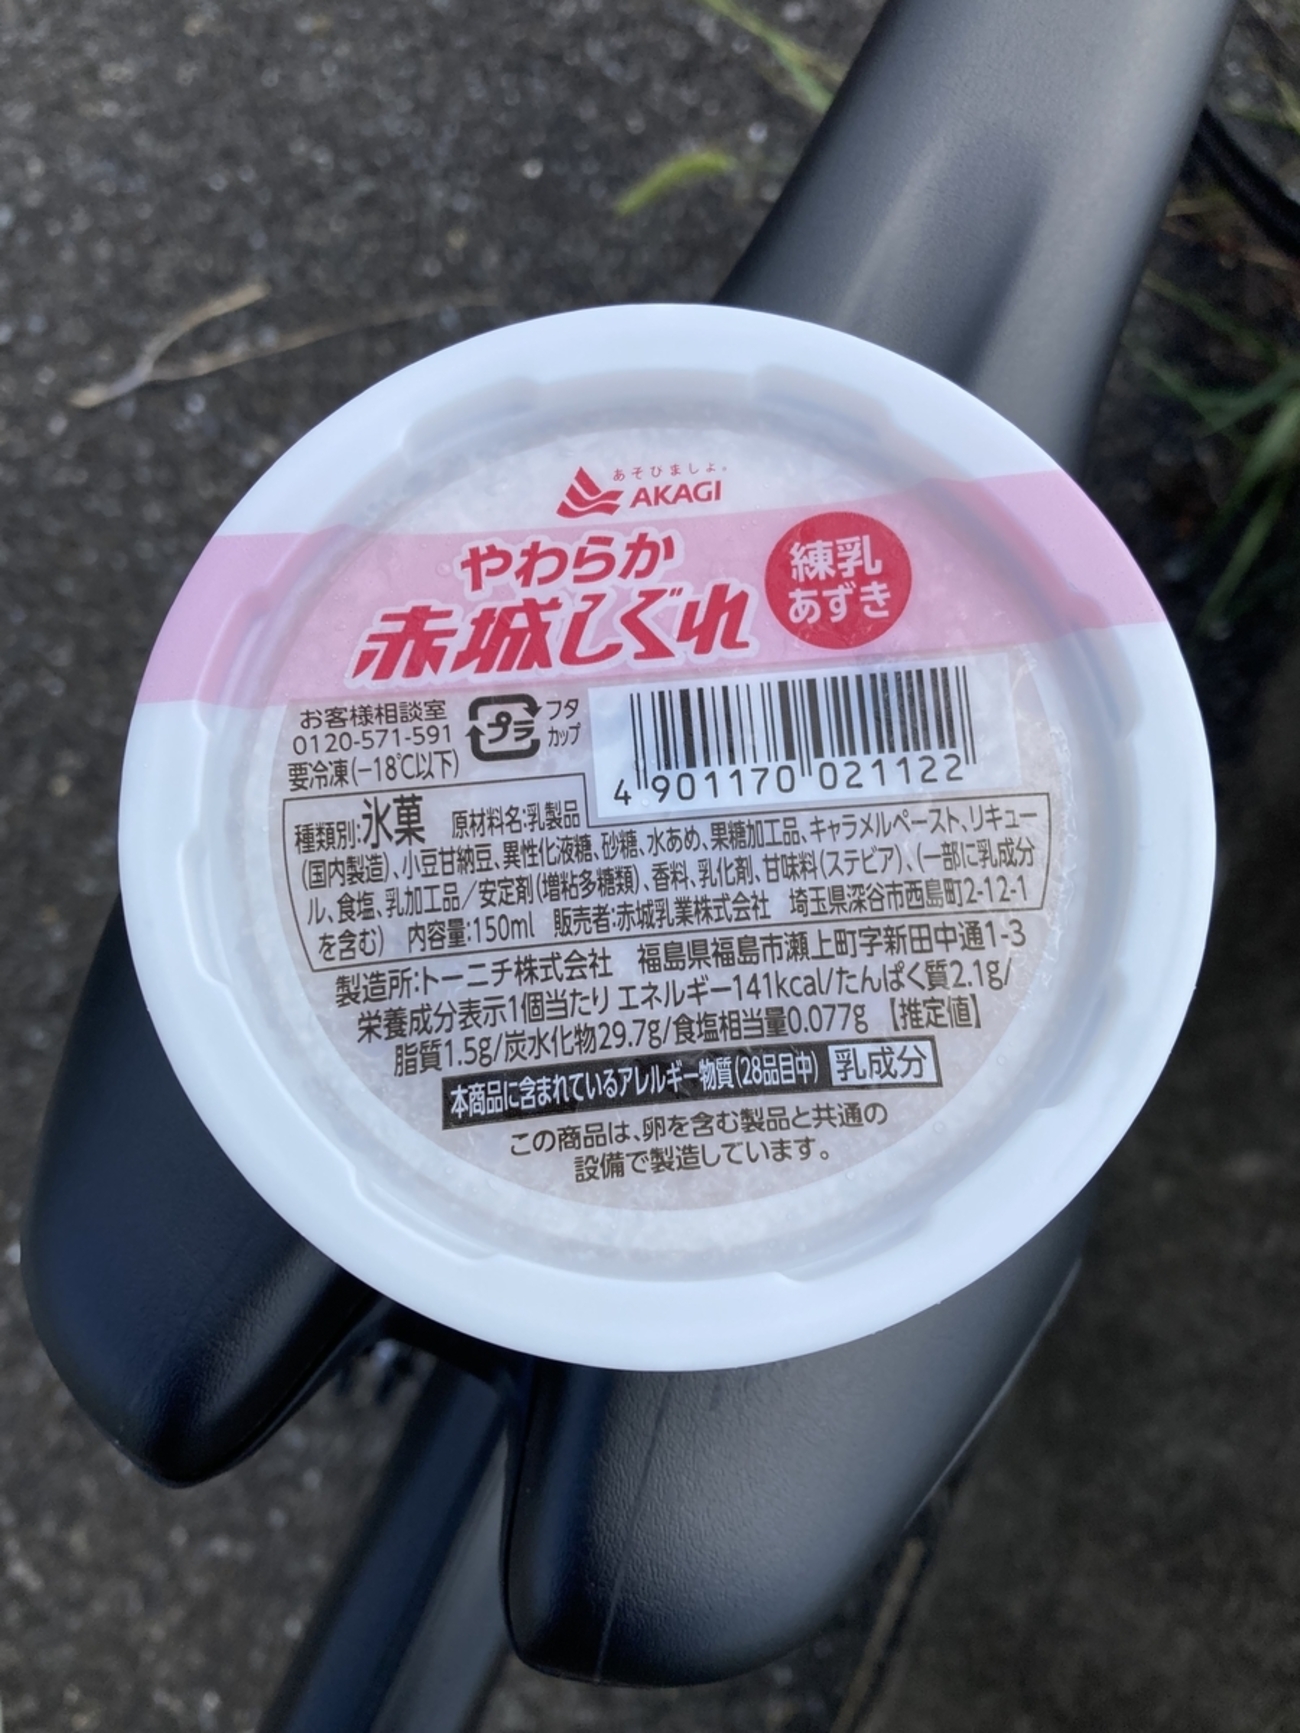 あそびましょ。
AKAGI
やわらか
赤城しぐれ
練乳
あずき
お客様相談室
0120-571-591
要冷凍(−18℃以下)
プラ
フタ
カップ
4 901170 021122
種類別:氷菓 原材料名:乳製品
(国内製造)、小豆甘納豆、異性化液糖、砂糖、水あめ、果糖加工品、キャラメルペースト、リキュー
ル、食塩、乳加工品/安定剤(増粘多糖類)、香料、乳化剤、甘味料(ステビア)、(一部に乳成分
を含む) 内容量:150ml 販売者:赤城乳業株式会社 埼玉県深谷市西島町2-12-1
製造所:トーニチ株式会社 福島県福島市瀬上町字新田中通1-3
栄養成分表示1個当たり エネルギー141kcal/たんぱく質2.1g/
脂質1.5g/炭水化物29.7g/食塩相当量0.077g 【推定値】
本商品に含まれているアレルギー物質(28品目中) 乳成分
この商品は、卵を含む製品と共通の
設備で製造しています。